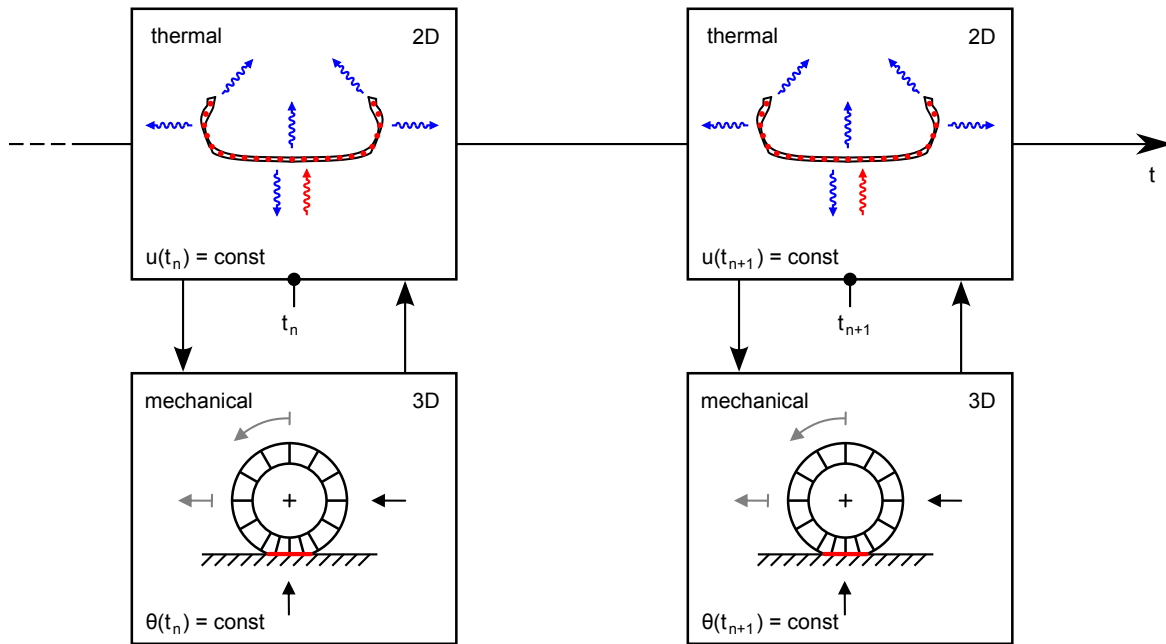 thermal 2D
u(tₙ) = const
tₙ
mechanical 3D
θ(tₙ) = const
thermal 2D
u(tₙ₊₁) = const
tₙ₊₁
mechanical 3D
θ(tₙ₊₁) = const
t